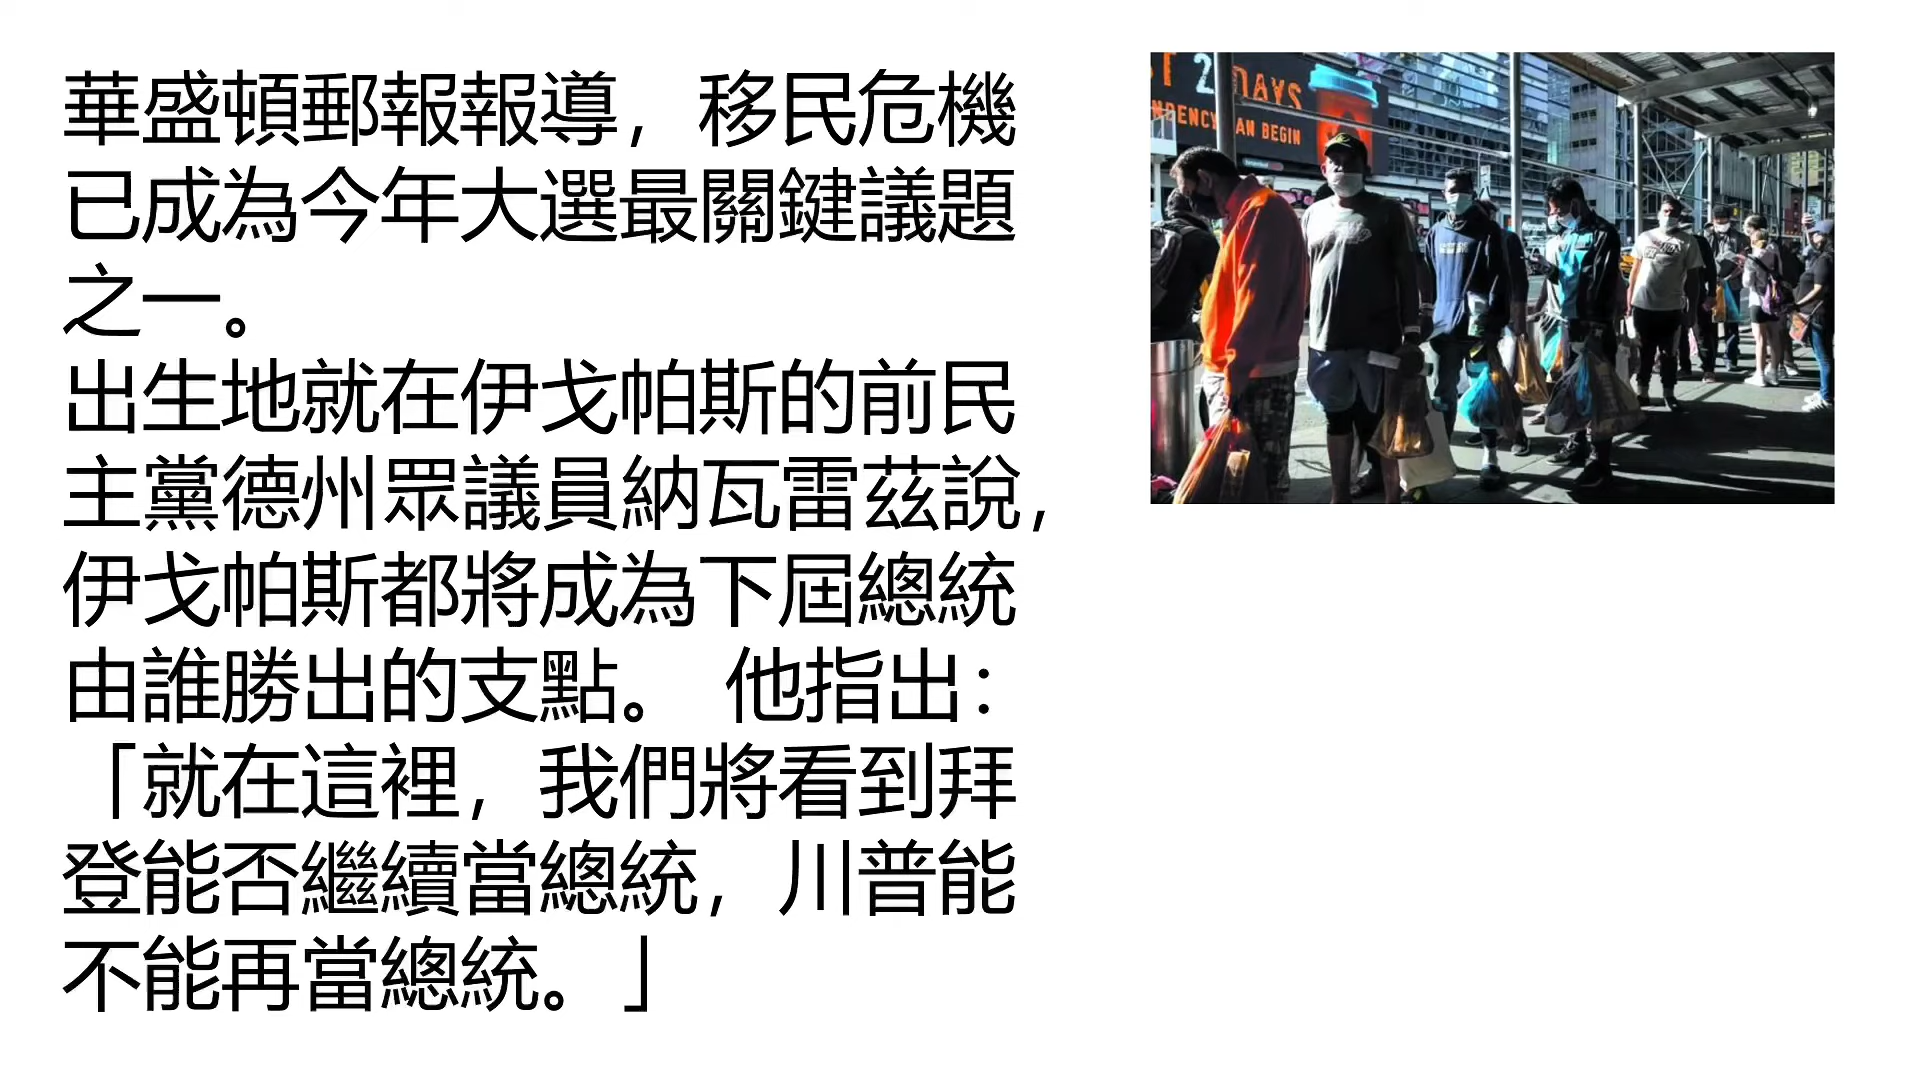 華盛頓郵報報導，移民危機
已成為今年大選最關鍵議題
之一。
出生地就在伊戈帕斯的前民
主黨德州眾議員納瓦雷茲說，
伊戈帕斯都將成為下屆總統
由誰勝出的支點。 他指出：
「就在這裡，我們將看到拜
登能否繼續當總統，川普能
不能再當總統。」
DAYS
AN BEGIN